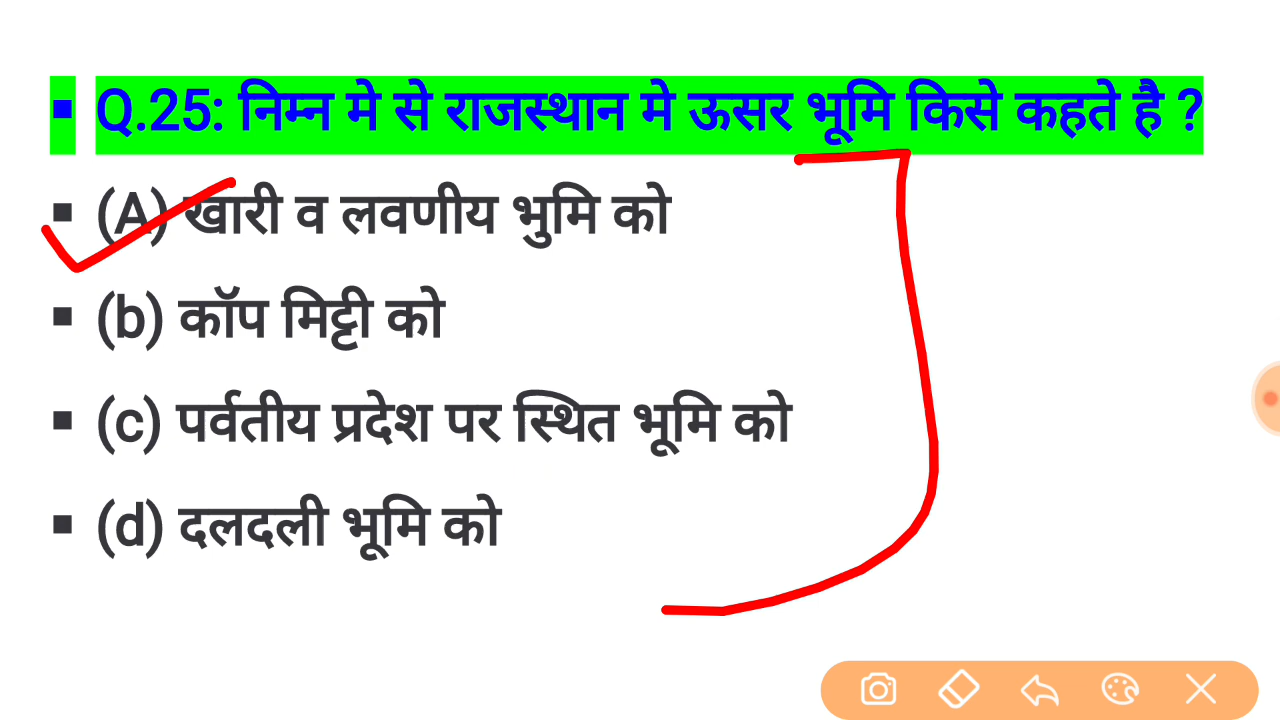 ▪ Q.25: निम्न मे से राजस्थान मे ऊसर भूमि किसे कहते है ?
▪ (A) खारी व लवणीय भुमि को
▪ (b) कॉप मिट्टी को
▪ (c) पर्वतीय प्रदेश पर स्थित भूमि को
▪ (d) दलदली भूमि को